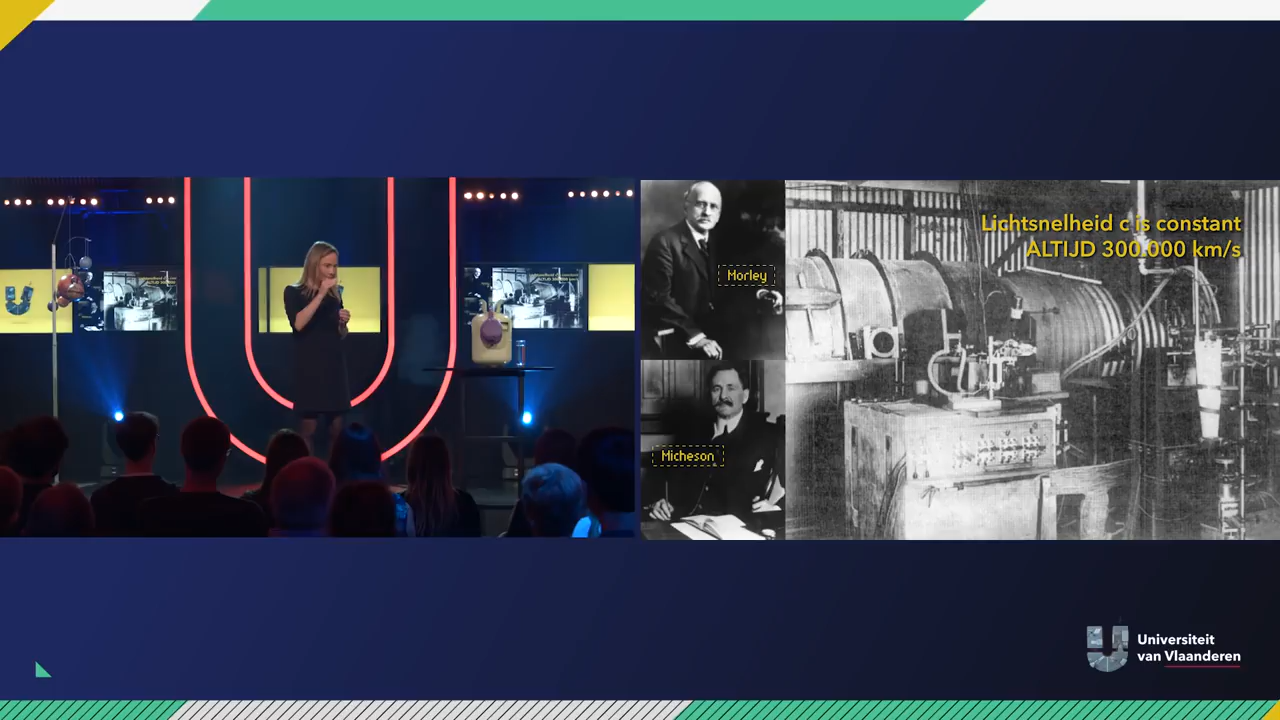 Lichtsnelheid c is constant
ALTIJD 300.000 km/s
Morley
Micheson
Universiteit
van Vlaanderen